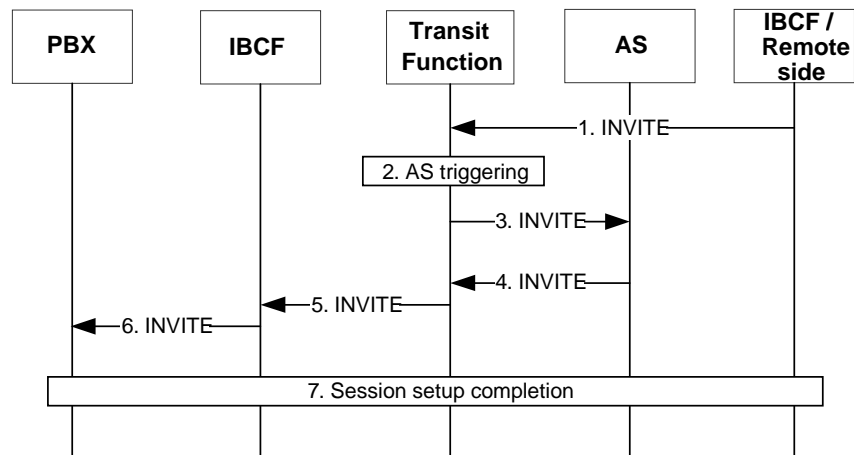 PBX
IBCF
Transit
Function
AS
IBCF /
Remote
side
1. INVITE
2. AS triggering
3. INVITE
4. INVITE
5. INVITE
6. INVITE
7. Session setup completion